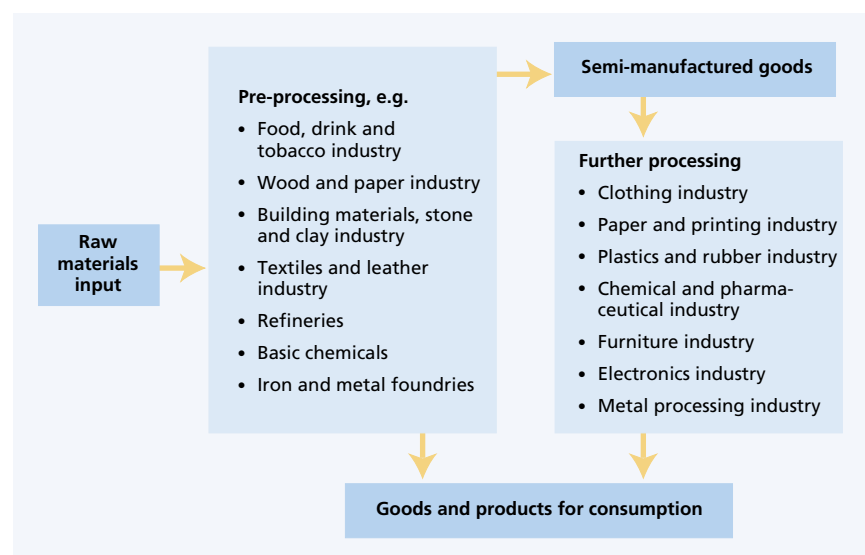 Raw
materials
input
Pre-processing, e.g.
• Food, drink and
tobacco industry
• Wood and paper industry
• Building materials, stone
and clay industry
• Textiles and leather
industry
• Refineries
• Basic chemicals
• Iron and metal foundries
Semi-manufactured goods
Further processing
• Clothing industry
• Paper and printing industry
• Plastics and rubber industry
• Chemical and pharma-
ceutical industry
• Furniture industry
• Electronics industry
• Metal processing industry
Goods and products for consumption